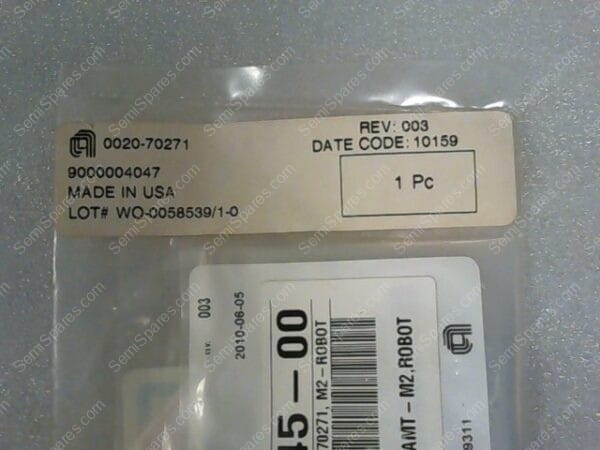 0020-70271
REV: 003
DATE CODE: 10159
9000004047
MADE IN USA
LOT# WO-0058539/1-0
1 Pc
003
2010-08-05
45-00
70271, M2-ROBOT
AMT-M2.ROBOT
9311
SemiSpares.com